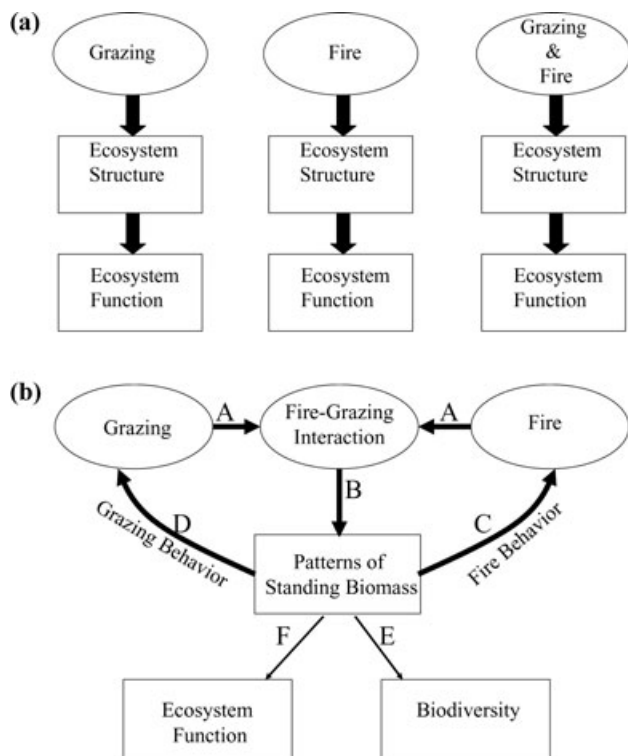 (a)
Grazing
Fire
Grazing
&
Fire
Ecosystem
Structure
Ecosystem
Structure
Ecosystem
Structure
Ecosystem
Function
Ecosystem
Function
Ecosystem
Function
(b)
Grazing
A
Fire-Grazing
Interaction
A
Fire
B
D
Grazing Behavior
C
Fire Behavior
Patterns of
Standing Biomass
F
E
Ecosystem
Function
Biodiversity